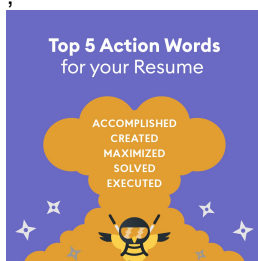 Top 5 Action Words
for your Resume
ACCOMPLISHED
CREATED
MAXIMIZED
SOLVED
EXECUTED